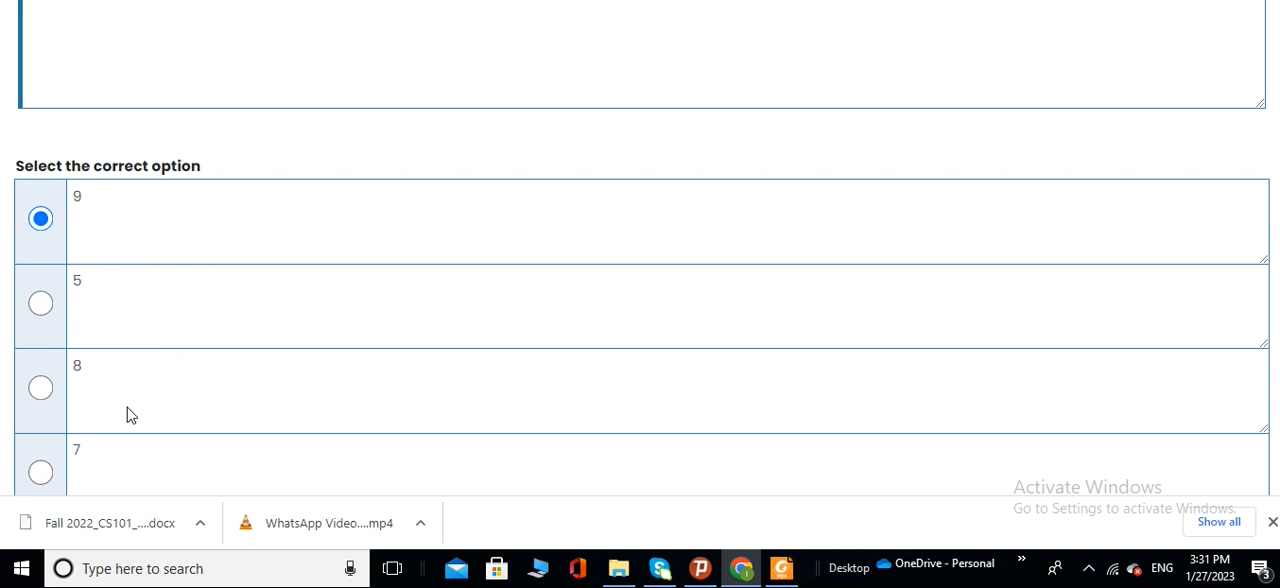 Select the correct option
9
5
8
7
Activate Windows
Go to Settings to activate Windows.
Fall 2022_CS101_....docx
WhatsApp Video....mp4
Show all
Type here to search
Desktop
OneDrive - Personal
ENG
3:31 PM
1/27/2023
3